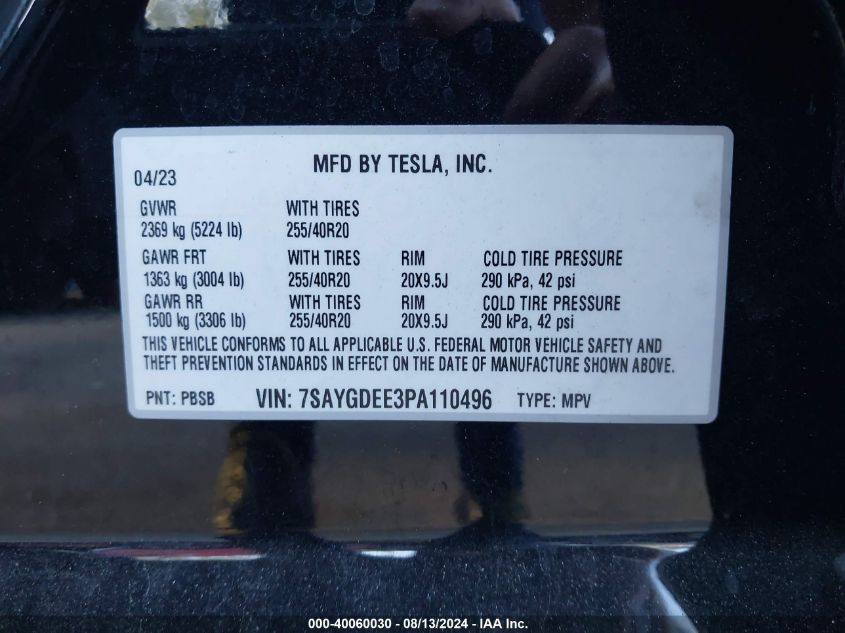 MFD BY TESLA, INC.
04/23
GVWR WITH TIRES
2369 kg (5224 lb) 255/40R20
GAWR FRT WITH TIRES RIM COLD TIRE PRESSURE
1363 kg (3004 lb) 255/40R20 20X9.5J 290 kPa, 42 psi
GAWR RR WITH TIRES RIM COLD TIRE PRESSURE
1500 kg (3306 lb) 255/40R20 20X9.5J 290 kPa, 42 psi
THIS VEHICLE CONFORMS TO ALL APPLICABLE U.S. FEDERAL MOTOR VEHICLE SAFETY AND
THEFT PREVENTION STANDARDS IN EFFECT ON THE DATE OF MANUFACTURE SHOWN ABOVE.
PNT: PBSB VIN: 7SAYGDEE3PA110496 TYPE: MPV
000-40060030 - 08/13/2024 - IAA Inc.